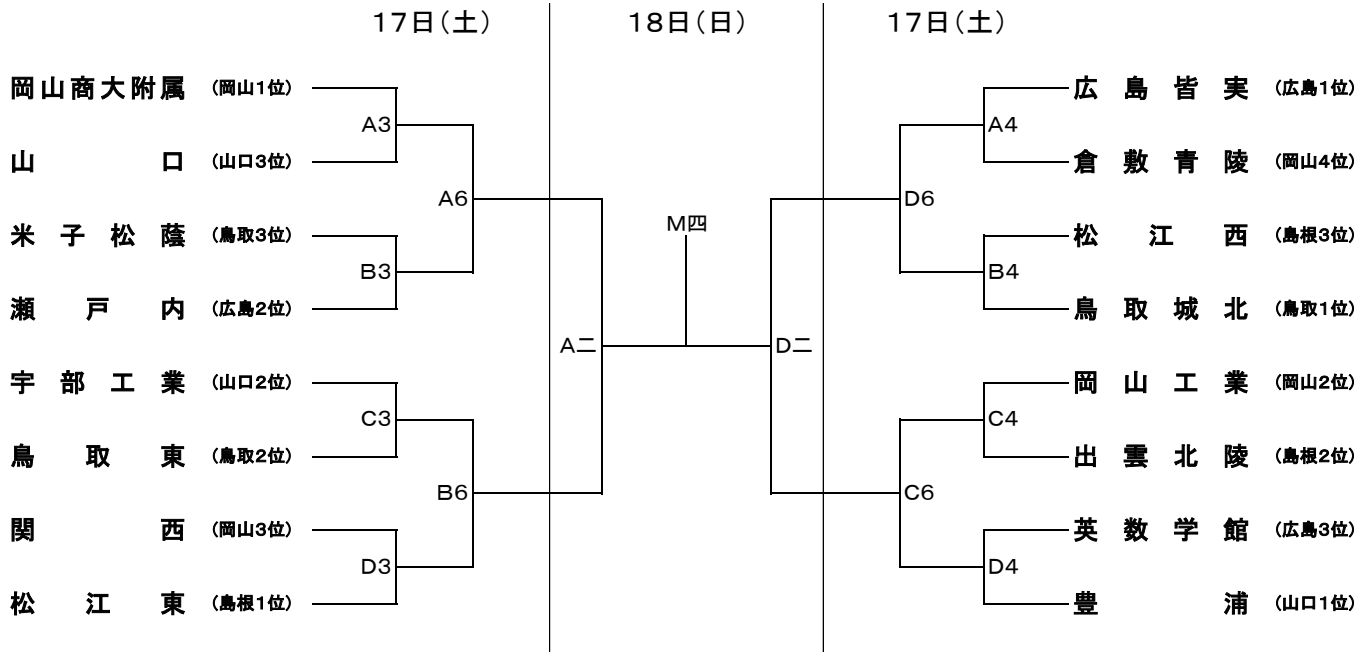 17日(土) 18日(日) 17日(土)
岡山商大附属 (岡山1位) 広島皆実 (広島1位)
A3 A4
山口 (山口3位) 倉敷青陵 (岡山4位)
A6 D6
M四
米子松蔭 (鳥取3位) 松江西 (島根3位)
B3 B4
瀬戸内 (広島2位) 鳥取城北 (鳥取1位)
A二 D二
宇部工業 (山口2位) 岡山工業 (岡山2位)
C3 C4
鳥取東 (鳥取2位) 出雲北陵 (島根2位)
B6 C6
関西 (岡山3位) 英数学館 (広島3位)
D3 D4
松江東 (島根1位) 豊浦 (山口1位)